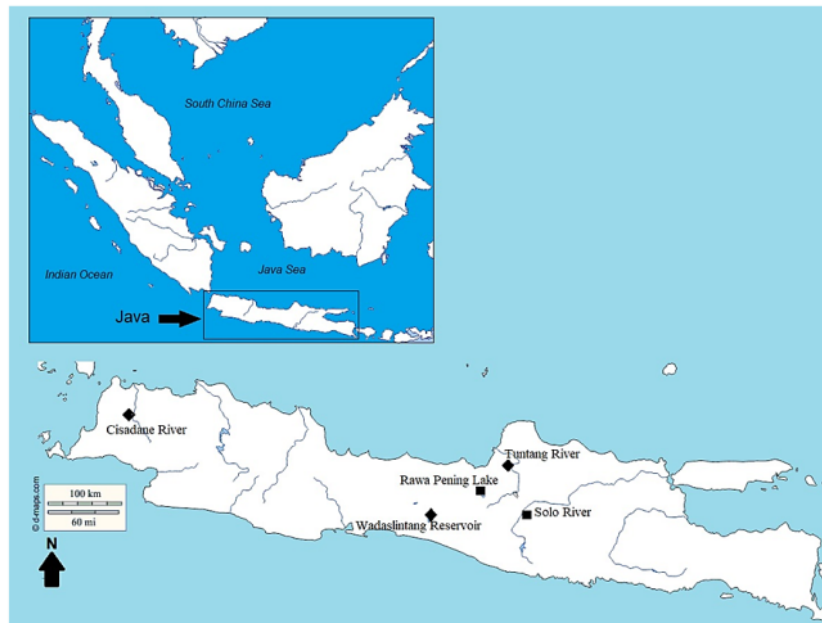 South China Sea
Indian Ocean
Java Sea
Java
Cisadane River
Tuntang River
Rawa Pening Lake
Solo River
Wadaslintang Reservoir
100 km
60 mi
© d-maps.com
N